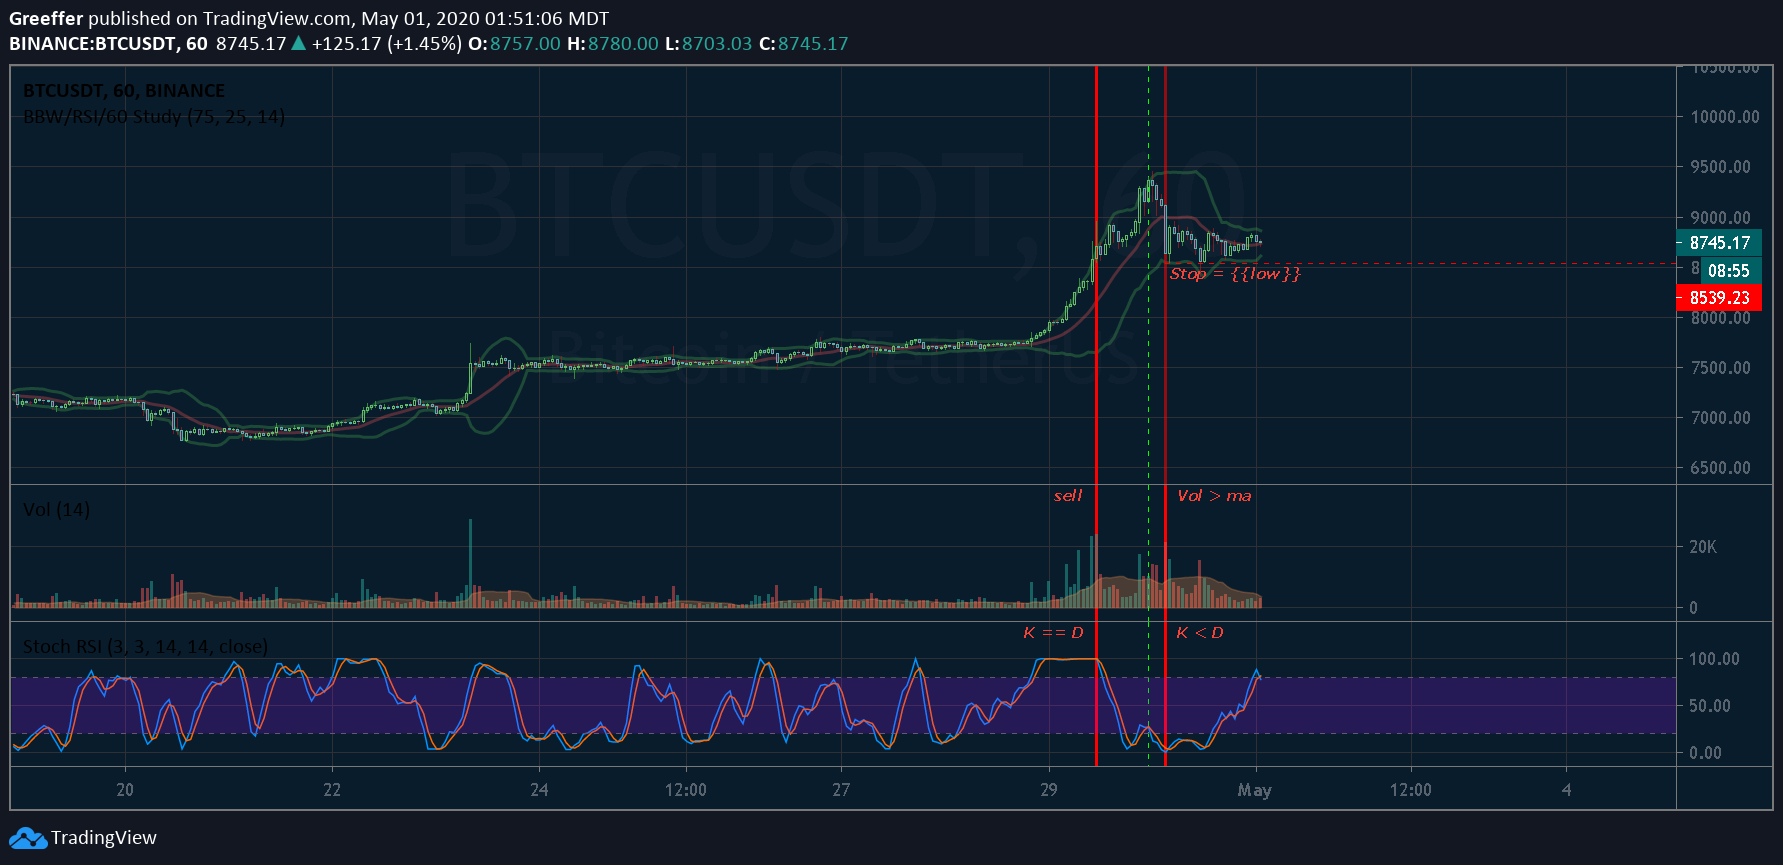 Greeffer published on TradingView.com, May 01, 2020 01:51:06 MDT
BINANCE:BTCUSDT, 60 8745.17 ▲ +125.17 (+1.45%) O:8757.00 H:8780.00 L:8703.03 C:8745.17
BTCUSDT, 60, BINANCE
BBW/RSI/60 Study (75, 25, 14)
BTCUSDT, 60
Bitcoin / TetherUS
10500.00
10000.00
9500.00
9000.00
8745.17
8
08:55
8539.23
8000.00
7500.00
7000.00
6500.00
Stop = {{low}}
Vol (14)
sell
Vol > ma
20K
0
Stoch RSI (3, 3, 14, 14, close)
K == D
K < D
100.00
50.00
0.00
20 22 24 12:00 27 29 May 12:00 4
TradingView